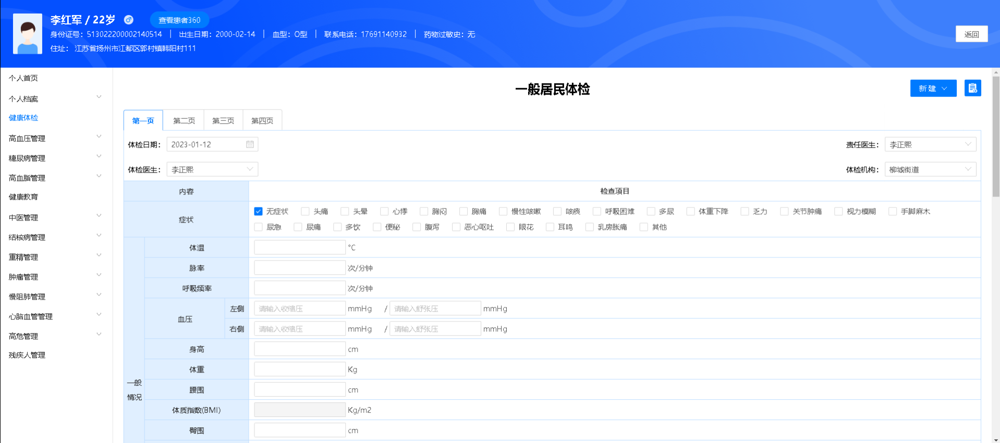 李红军 / 22岁 查看患者360
身份证号：513022200002140514 | 出生日期：2000-02-14 | 血型：O型 | 联系电话：17691140932 | 药物过敏史：无
住址： 江苏省扬州市江都区郭村镇韩阳村111
返回
个人首页
个人档案
健康体检
高血压管理
糖尿病管理
高血脂管理
健康教育
中医管理
结核病管理
重精管理
肿瘤管理
慢阻肺管理
心脑血管管理
高危管理
残疾人管理
一般居民体检
新建
第一页 第二页 第三页 第四页
体检日期： 2023-01-12 责任医生： 李正熙
体检医生： 李正熙 体检机构： 柳城街道
内容 检查项目
症状
无症状 头痛 头晕 心悸 胸闷 胸痛 慢性咳嗽 咳痰 呼吸困难 多尿 体重下降 乏力 关节肿痛 视力模糊 手脚麻木
尿急 尿痛 多饮 便秘 腹泻 恶心呕吐 眼花 耳鸣 乳房胀痛 其他
一般
情况
体温 °C
脉率 次/分钟
呼吸频率 次/分钟
血压
左侧 请输入收缩压 mmHg / 请输入舒张压 mmHg
右侧 请输入收缩压 mmHg / 请输入舒张压 mmHg
身高 cm
体重 Kg
腰围 cm
体质指数(BMI) Kg/m2
臀围 cm